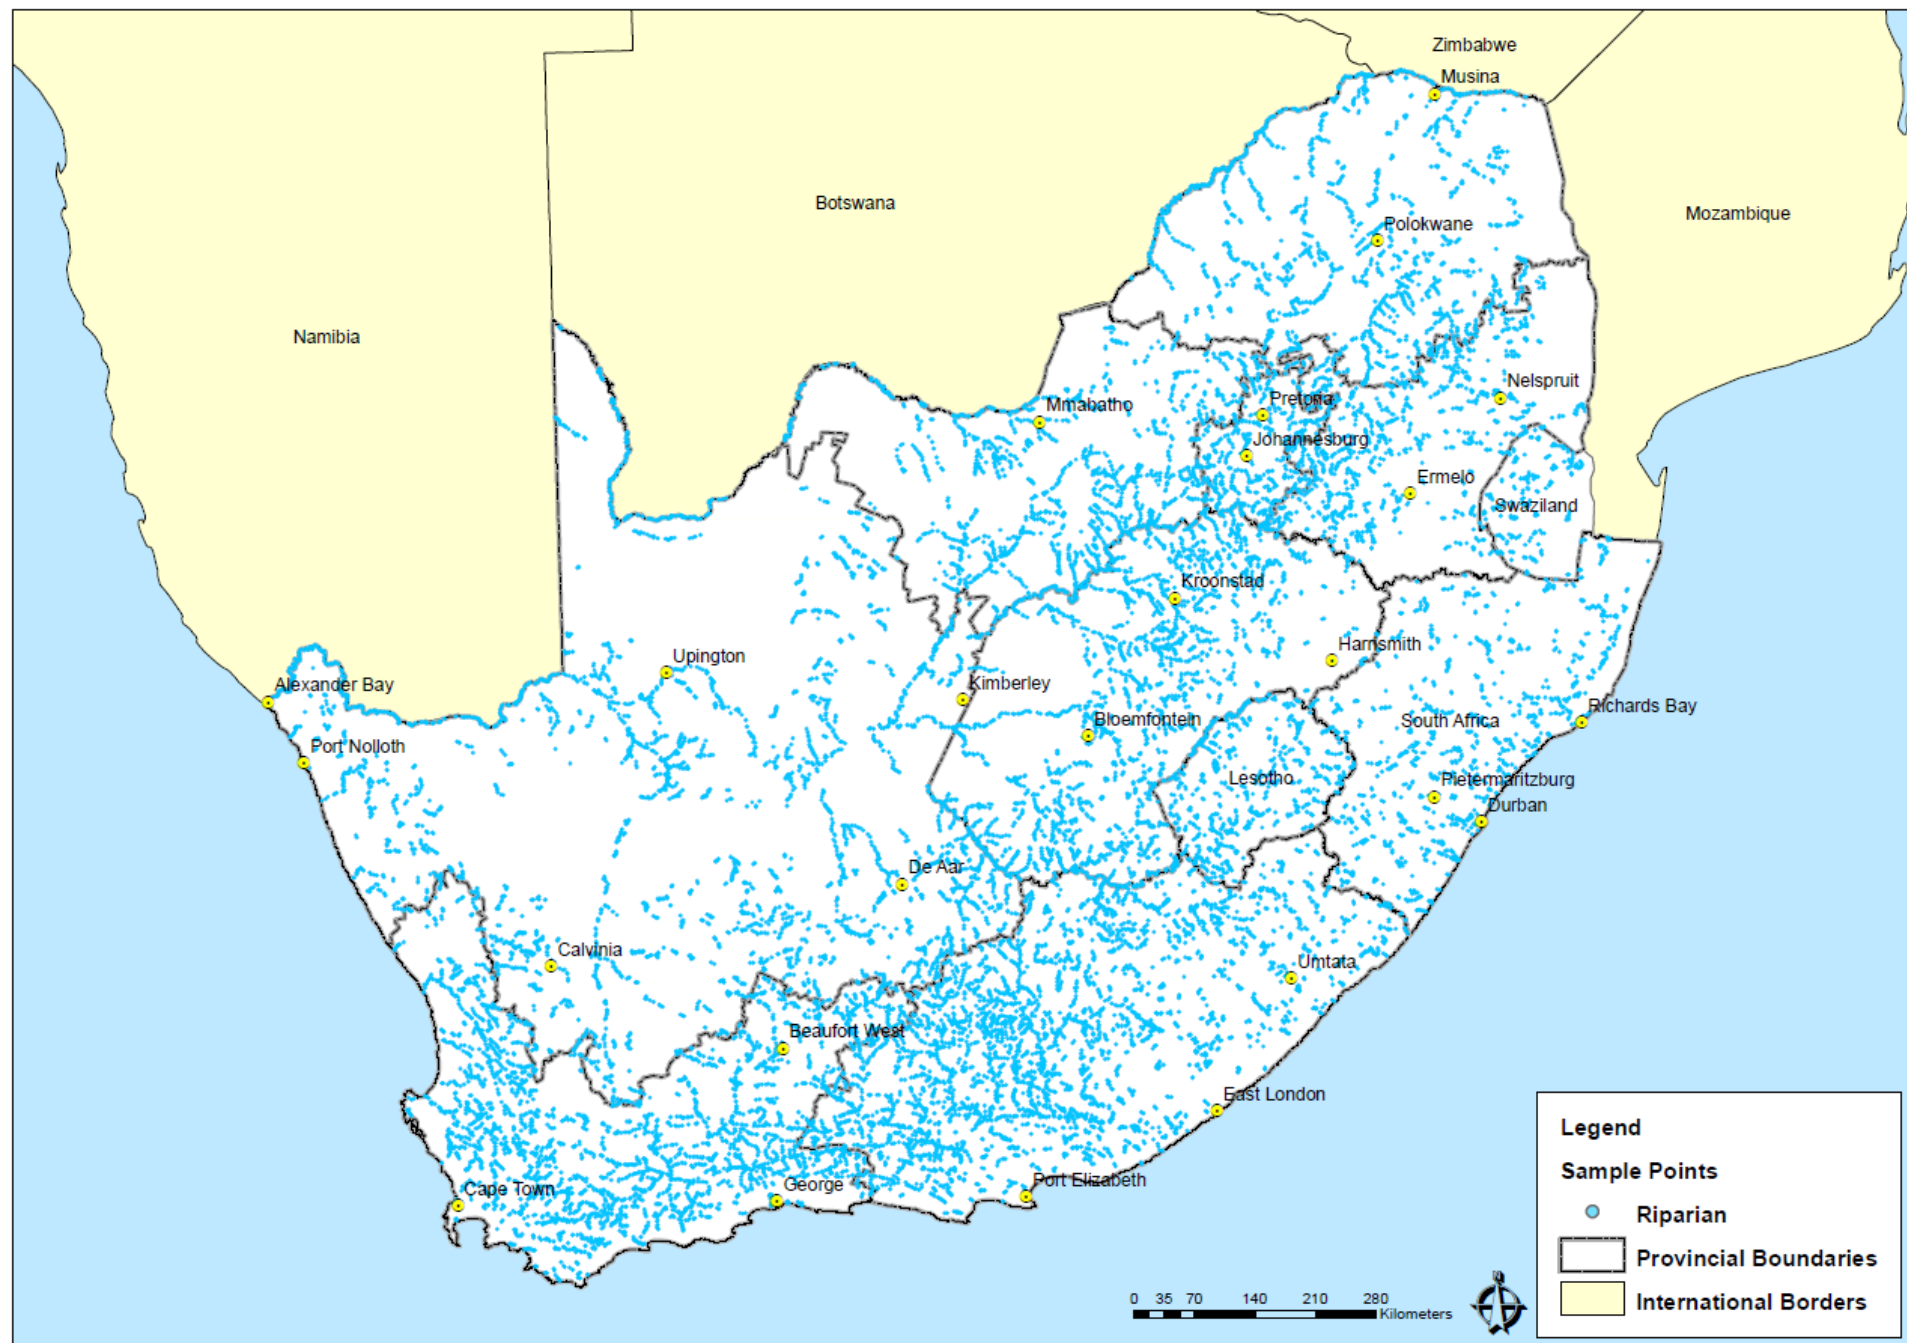 Zimbabwe
Musina
Botswana
Mozambique
Polokwane
Namibia
Nelspruit
Mmabatho
Pretoria
Johannesburg
Ermelo
Swaziland
Kroonstad
Harrismith
Upington
Alexander Bay
Kimberley
Richards Bay
Bloemfontein
South Africa
Port Nolloth
Lesotho
Pietermaritzburg
Durban
De Aar
Calvinia
Umtata
Beaufort West
East London
Port Elizabeth
George
Cape Town
Legend
Sample Points
Riparian
Provincial Boundaries
International Borders
0 35 70 140 210 280
Kilometers
N